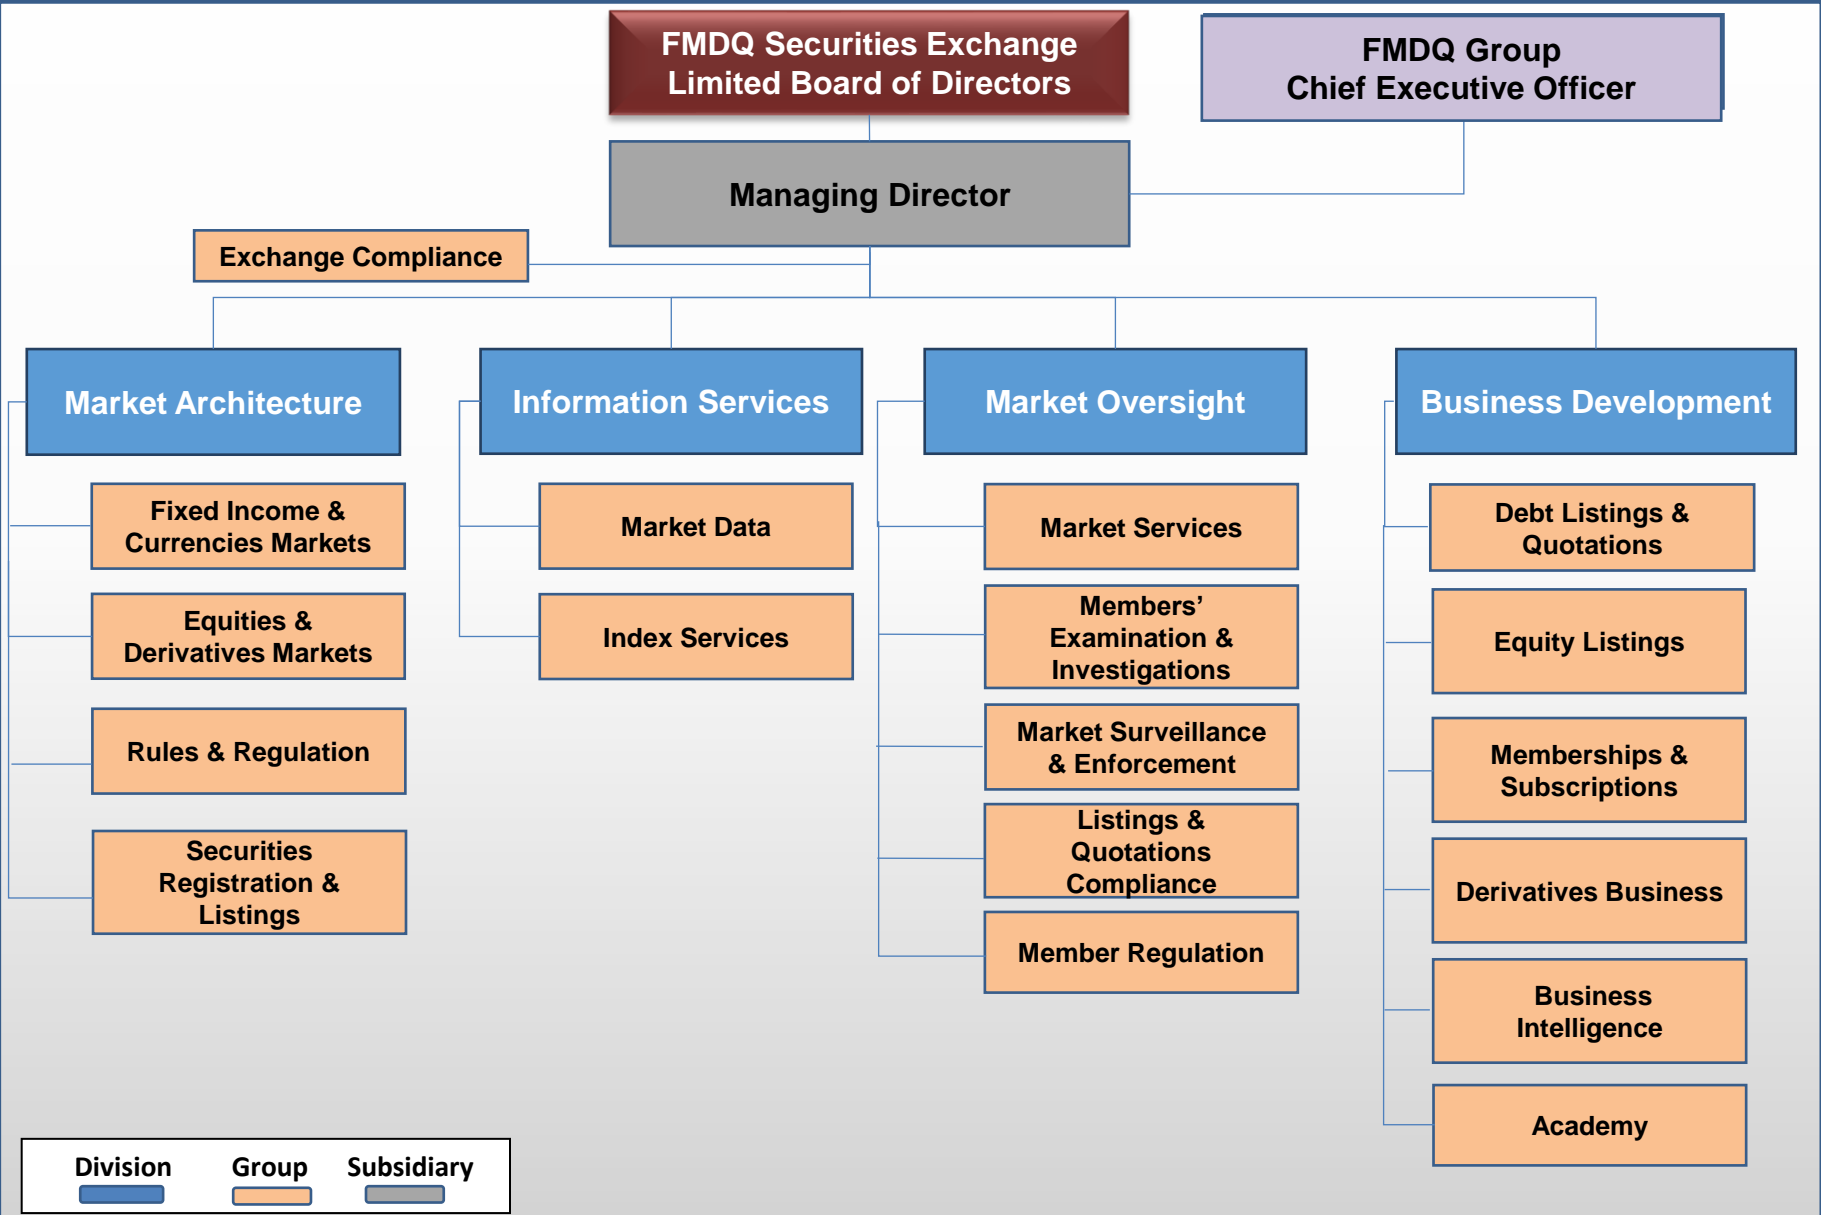 FMDQ Securities Exchange
Limited Board of Directors
FMDQ Group
Chief Executive Officer
Managing Director
Exchange Compliance
Market Architecture
Information Services
Market Oversight
Business Development
Fixed Income &
Currencies Markets
Equities &
Derivatives Markets
Rules & Regulation
Securities
Registration &
Listings
Market Data
Index Services
Market Services
Members’
Examination &
Investigations
Market Surveillance
& Enforcement
Listings &
Quotations
Compliance
Member Regulation
Debt Listings &
Quotations
Equity Listings
Memberships &
Subscriptions
Derivatives Business
Business
Intelligence
Academy
Division Group Subsidiary